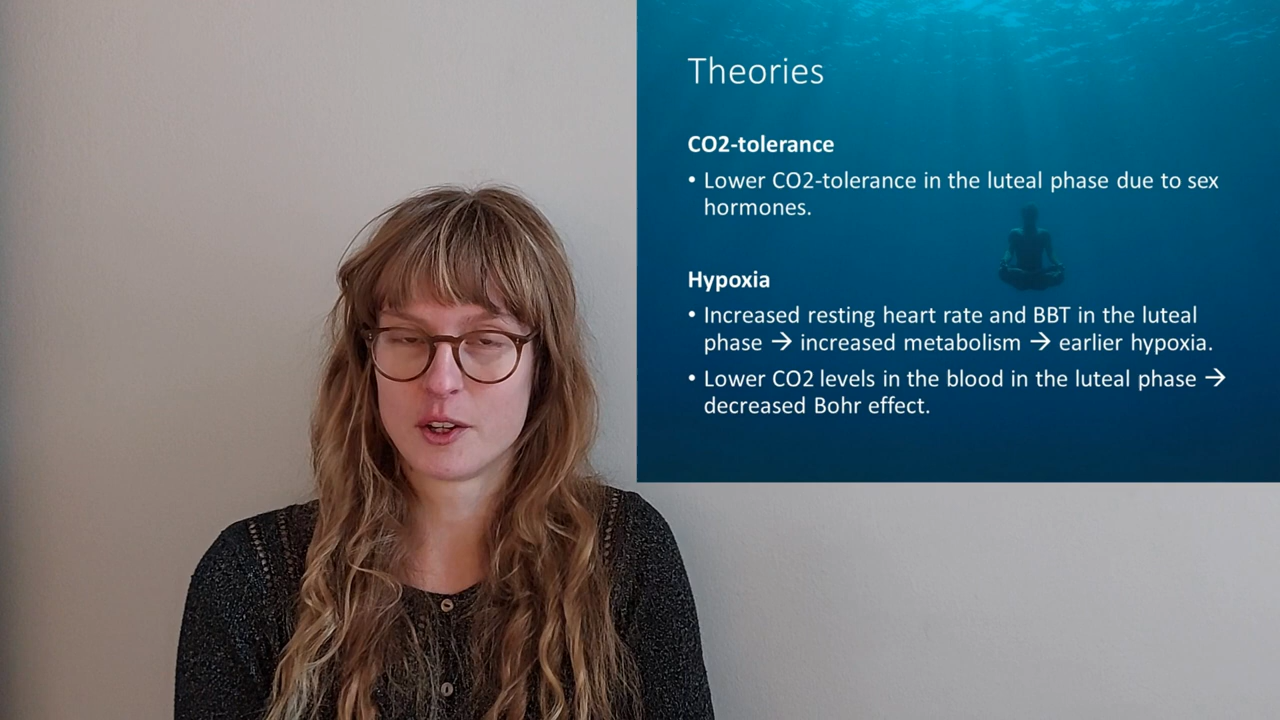 Theories
CO2-tolerance
• Lower CO2-tolerance in the luteal phase due to sex
hormones.
Hypoxia
• Increased resting heart rate and BBT in the luteal
phase → increased metabolism → earlier hypoxia.
• Lower CO2 levels in the blood in the luteal phase →
decreased Bohr effect.